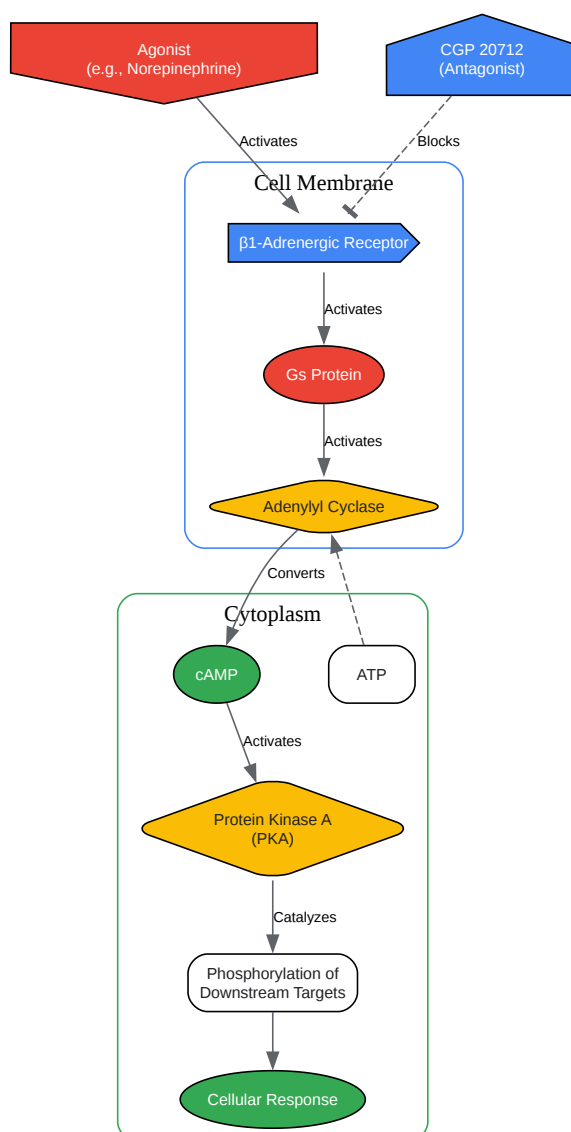 Agonist
(e.g., Norepinephrine)
CGP 20712
(Antagonist)
Activates
Blocks
Cell Membrane
β1-Adrenergic Receptor
Activates
Gs Protein
Activates
Adenylyl Cyclase
Converts
Cytoplasm
cAMP
ATP
Activates
Protein Kinase A
(PKA)
Catalyzes
Phosphorylation of
Downstream Targets
Cellular Response